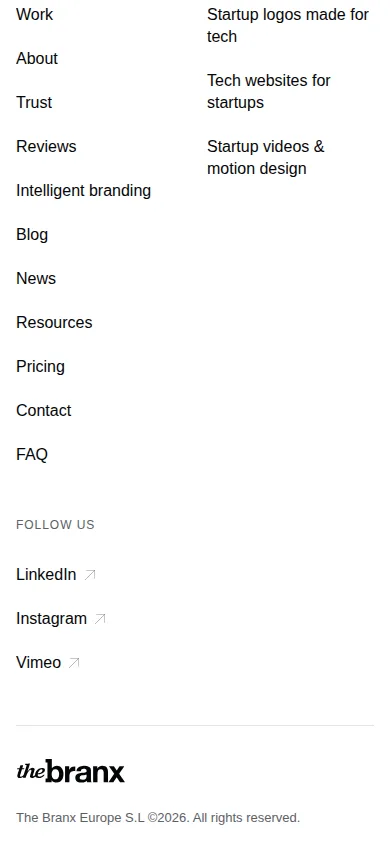 Work
About
Trust
Reviews
Intelligent branding
Blog
News
Resources
Pricing
Contact
FAQ
Startup logos made for
tech
Tech websites for
startups
Startup videos &
motion design
FOLLOW US
LinkedIn
Instagram
Vimeo
thebranx
The Branx Europe S.L ©2026. All rights reserved.